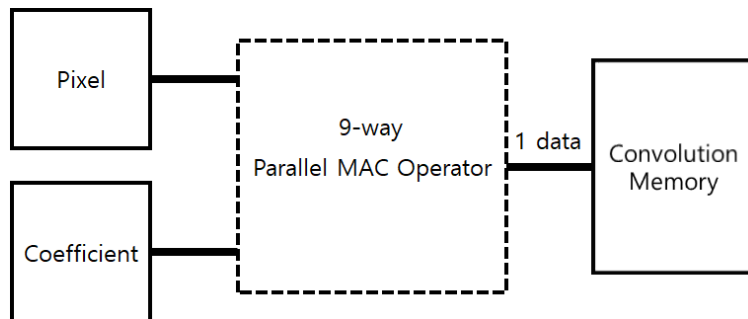 Pixel
Coefficient
9-way
Parallel MAC Operator
1 data
Convolution
Memory